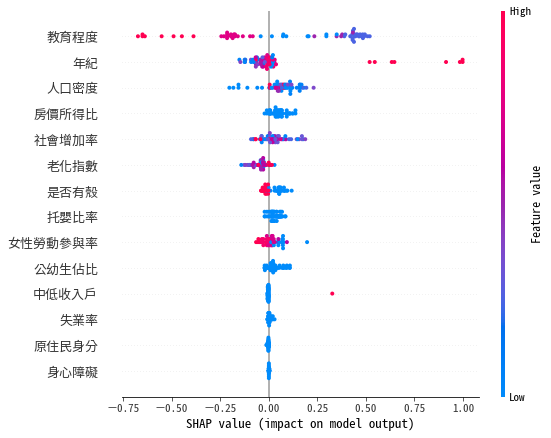 High
教育程度
年紀
人口密度
房價所得比
社會增加率
老化指數
是否有殼
托嬰比率
女性勞動參與率
公幼生佔比
中低收入戶
失業率
原住民身分
身心障礙
Feature value
Low
−0.75 −0.50 −0.25 0.00 0.25 0.50 0.75 1.00
SHAP value (impact on model output)